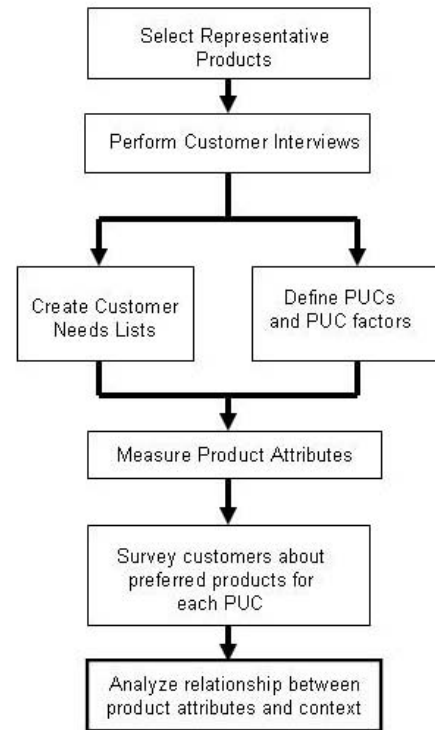 Select Representative
Products
Perform Customer Interviews
Create Customer
Needs Lists
Define PUCs
and PUC factors
Measure Product Attributes
Survey customers about
preferred products for
each PUC
Analyze relationship between
product attributes and context